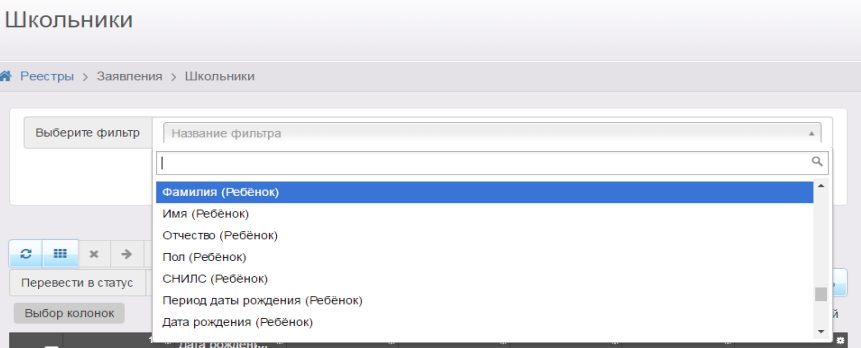 Школьники
Реестры > Заявления > Школьники
Выберите фильтр
Название фильтра
Фамилия (Ребёнок)
Имя (Ребёнок)
Отчество (Ребёнок)
Пол (Ребёнок)
СНИЛС (Ребёнок)
Период даты рождения (Ребёнок)
Дата рождения (Ребёнок)
Перевести в статус
Выбор колонок